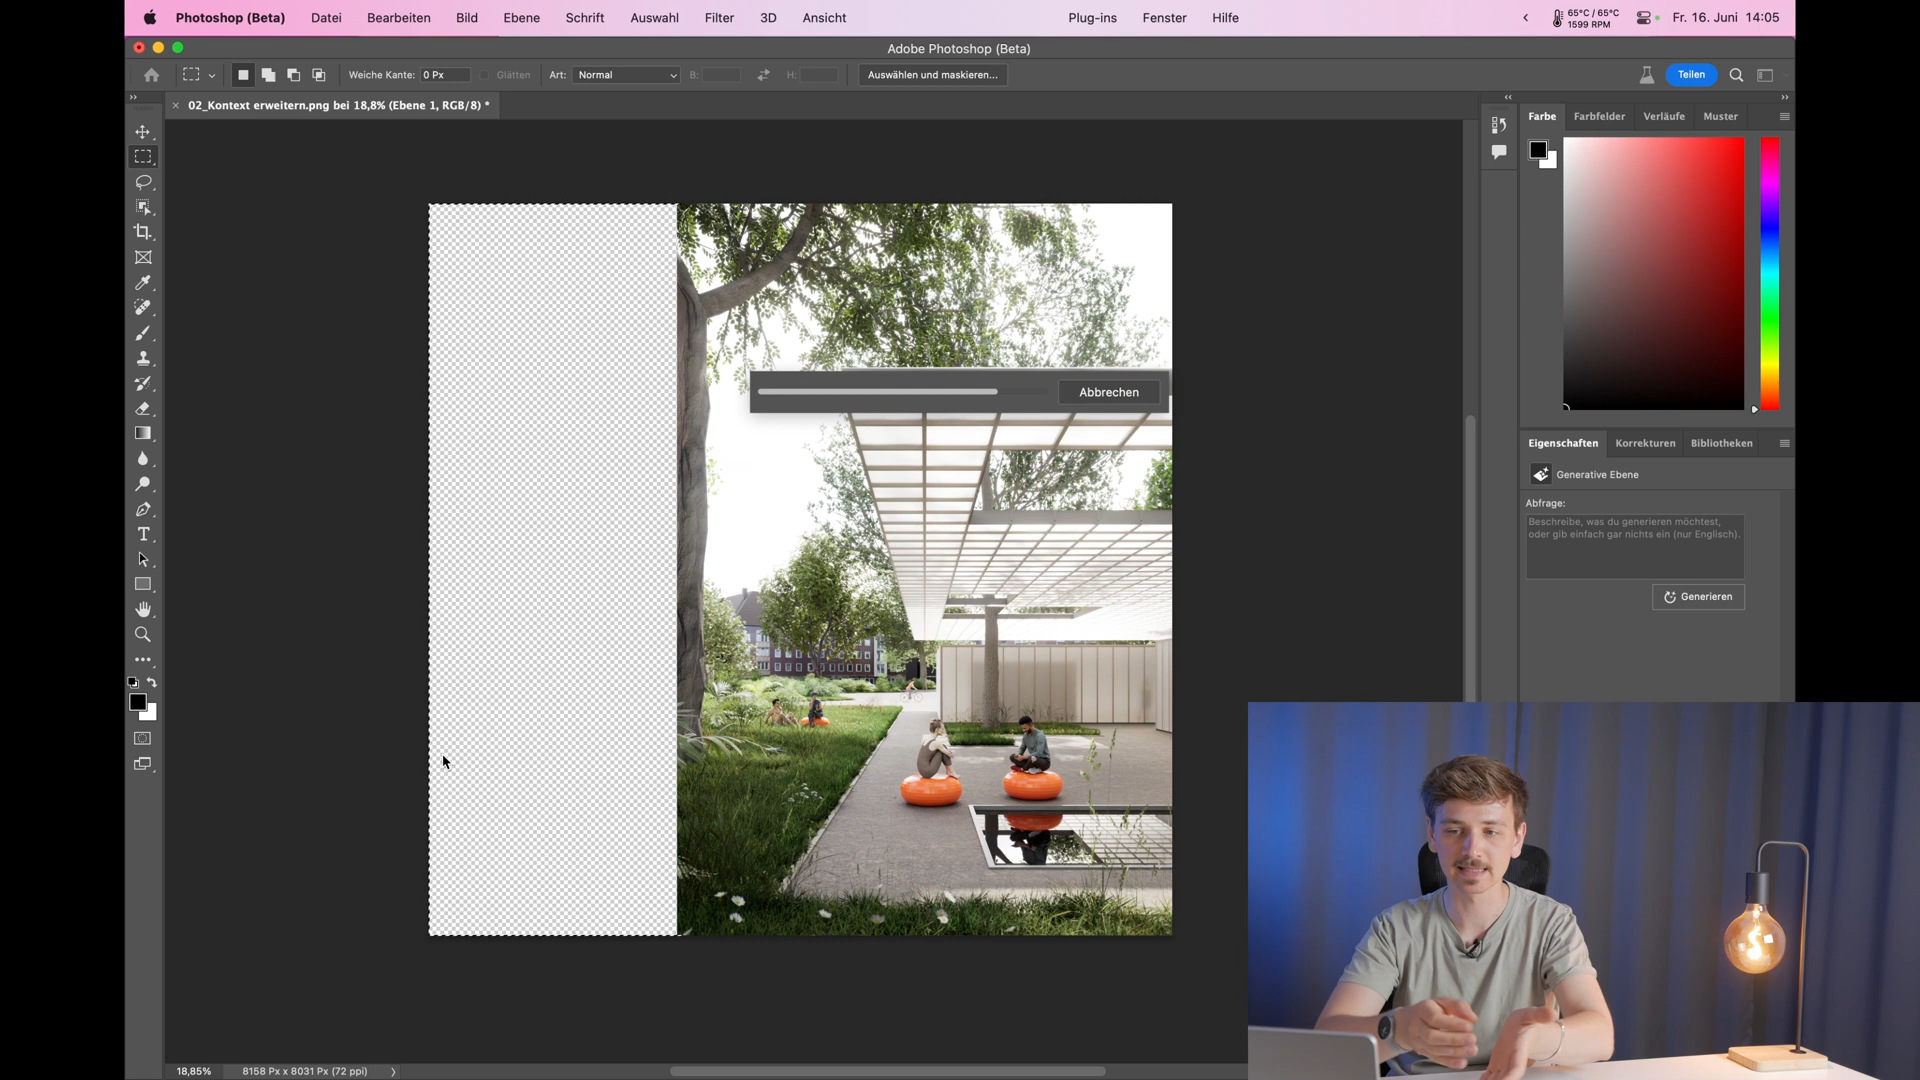 Photoshop (Beta) Datei Bearbeiten Bild Ebene Schrift Auswahl Filter 3D Ansicht Plug-ins Fenster Hilfe 65°C / 65°C Fr. 16. Juni 14:05
1599 RPM
Adobe Photoshop (Beta)
Weiche Kante: 0 Px Glätten Art: Normal B: H: Auswählen und maskieren... Teilen
02_Kontext erweitern.png bei 18,8% (Ebene 1, RGB/8) *
Farbe Farbfelder Verläufe Muster
Abbrechen
Eigenschaften Korrekturen Bibliotheken
Generative Ebene
Abfrage:
Beschreibe, was du generieren möchtest,
oder gib einfach gar nichts ein (nur Englisch).
Generieren
18,85% 8158 Px x 8031 Px (72 ppi)